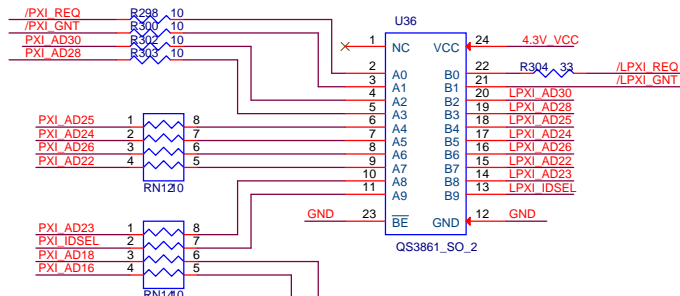 /PXI_REQ R298 10
/PXI_GNT R300 10
PXI_AD30 R302 10
PXI_AD28 R303 10
U36
1 NC VCC 24 4.3V_VCC
2 A0 B0 22 R304 33 /LPXI_REQ
3 A1 B1 21 /LPXI_GNT
4 A2 B2 20 LPXI_AD30
5 A3 B3 19 LPXI_AD28
PXI_AD25 1 8 6 A4 B4 18 LPXI_AD25
PXI_AD24 2 7 7 A5 B5 17 LPXI_AD24
PXI_AD26 3 6 8 A6 B6 16 LPXI_AD26
PXI_AD22 4 5 9 A7 B7 15 LPXI_AD22
RN12 10
10 A8 B8 14 LPXI_AD23
11 A9 B9 13 LPXI_IDSEL
GND 23 BE GND 12 GND
QS3861_SO_2
PXI_AD23 1 8
PXI_IDSEL 2 7
PXI_AD18 3 6
PXI_AD16 4 5
RN14 10